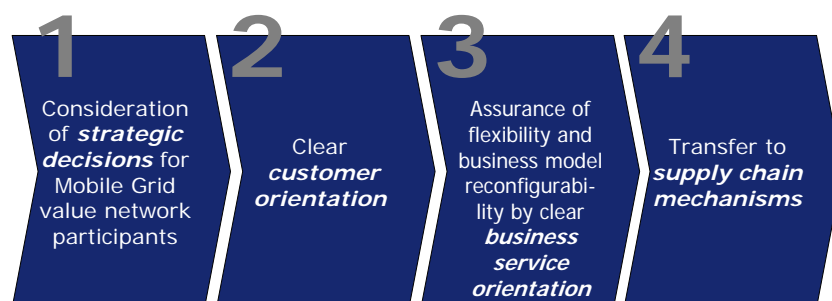 1
Consideration
of strategic
decisions for
Mobile Grid
value network
participants
2
Clear
customer
orientation
3
Assurance of
flexibility and
business model
reconfigurabi-
lity by clear
business
service
orientation
4
Transfer to
supply chain
mechanisms